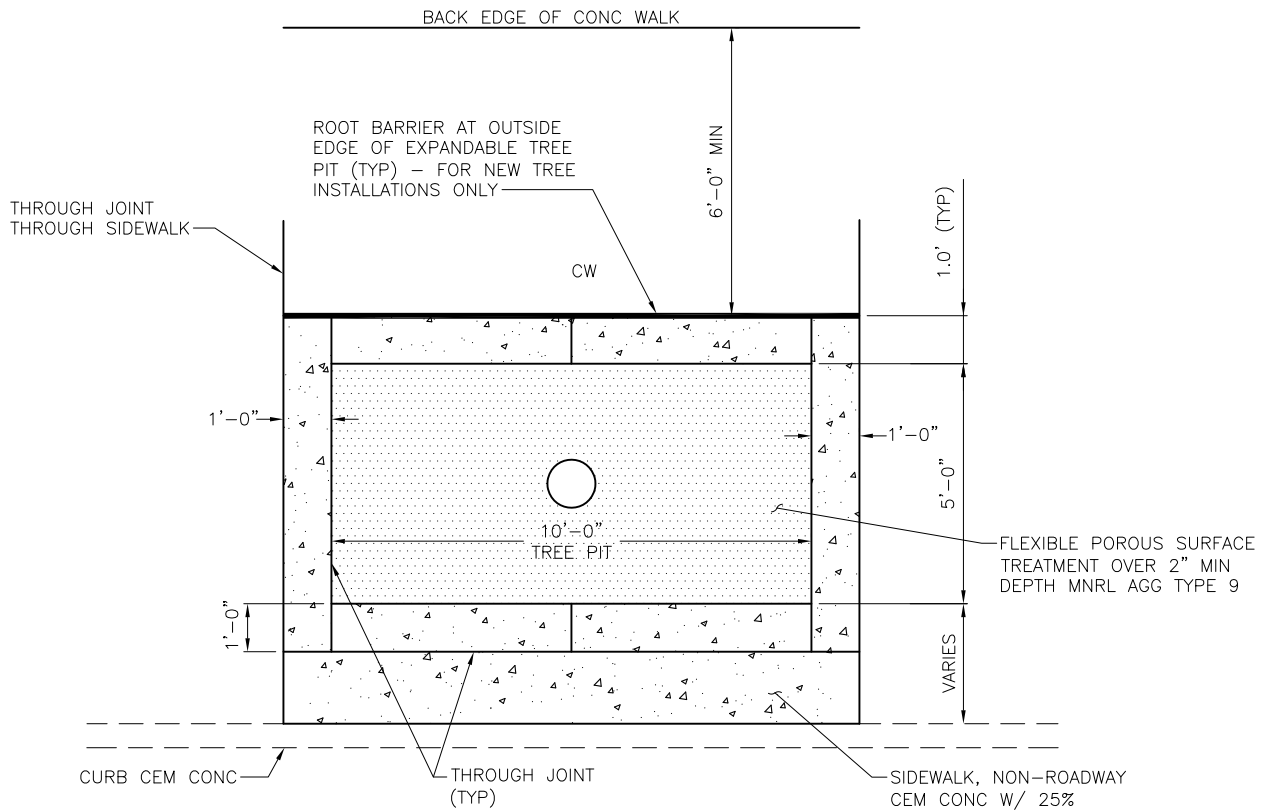 BACK EDGE OF CONC WALK
ROOT BARRIER AT OUTSIDE
EDGE OF EXPANDABLE TREE
PIT (TYP) – FOR NEW TREE
INSTALLATIONS ONLY
6'-0" MIN
THROUGH JOINT
THROUGH SIDEWALK
1.0' (TYP)
CW
1'-0"
1'-0"
5'-0"
10'-0"
TREE PIT
FLEXIBLE POROUS SURFACE
TREATMENT OVER 2" MIN
DEPTH MNRL AGG TYPE 9
1'-0"
VARIES
CURB CEM CONC
THROUGH JOINT
(TYP)
SIDEWALK, NON-ROADWAY
CEM CONC W/ 25%